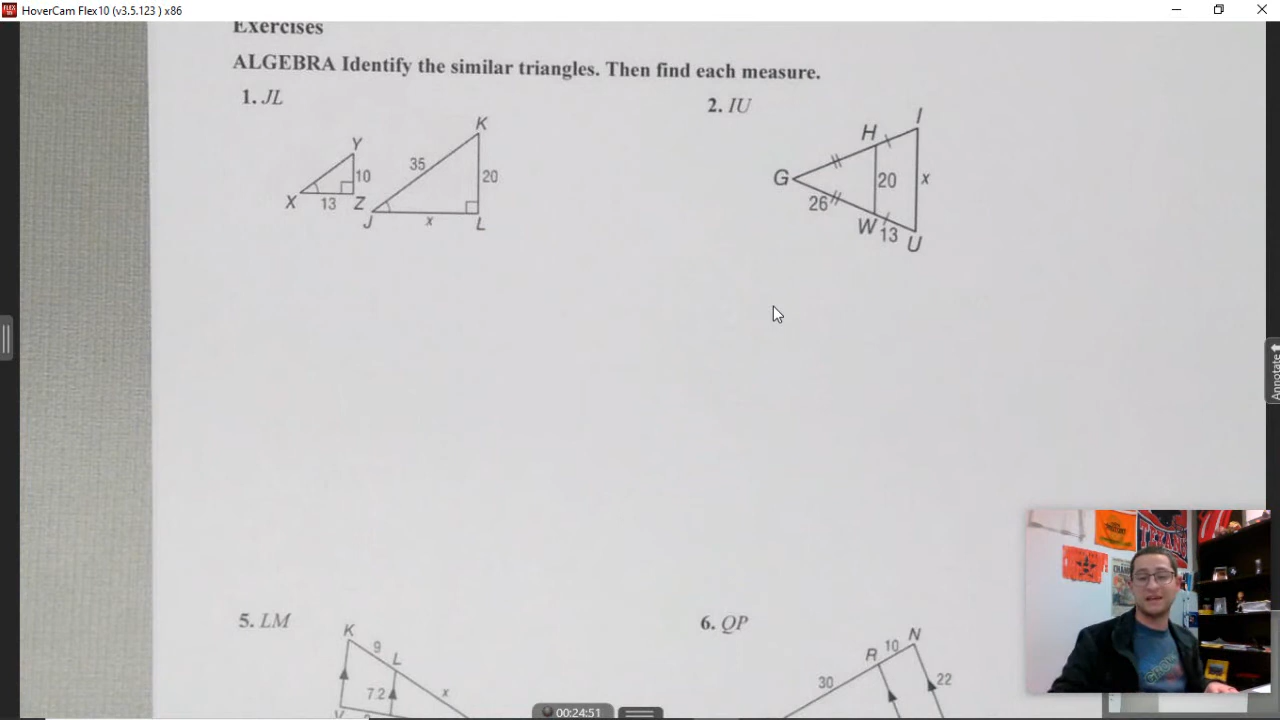 HoverCam Flex10 (v3.5.123 ) x86
Exercises
ALGEBRA Identify the similar triangles. Then find each measure.
1. JL
Y
10
X 13 Z
K
35
20
J x L
2. IU
I
H
G 20 x
26
W 13 U
Annotate
TEXANS
5. LM
K
9
L
7.2 x
6. QP
N
10
R
30 22
00:24:51